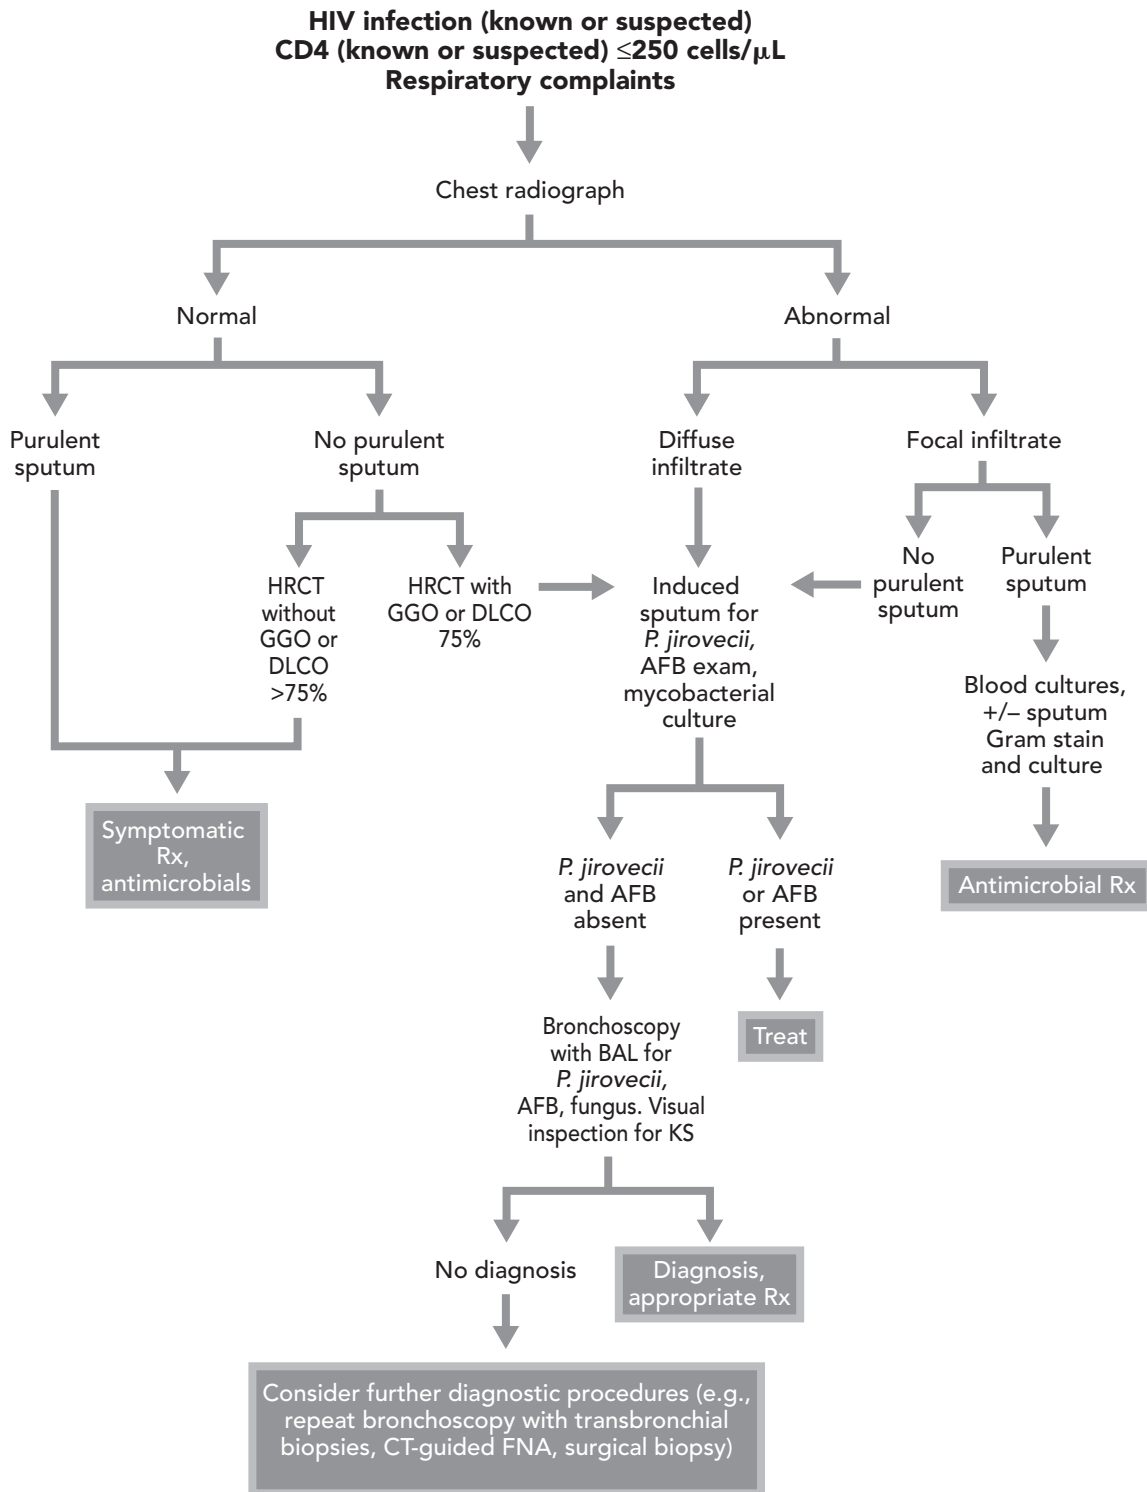 HIV infection (known or suspected)
CD4 (known or suspected) ≤250 cells/μL
Respiratory complaints
Chest radiograph
Normal
Abnormal
Purulent
sputum
No purulent
sputum
Diffuse
infiltrate
Focal infiltrate
HRCT
without
GGO or
DLCO
>75%
HRCT with
GGO or DLCO
75%
Induced
sputum for
P. jirovecii,
AFB exam,
mycobacterial
culture
No
purulent
sputum
Purulent
sputum
Blood cultures,
+/– sputum
Gram stain
and culture
Symptomatic
Rx,
antimicrobials
P. jirovecii
and AFB
absent
P. jirovecii
or AFB
present
Antimicrobial Rx
Bronchoscopy
with BAL for
P. jirovecii,
AFB, fungus. Visual
inspection for KS
Treat
No diagnosis
Diagnosis,
appropriate Rx
Consider further diagnostic procedures (e.g.,
repeat bronchoscopy with transbronchial
biopsies, CT-guided FNA, surgical biopsy)